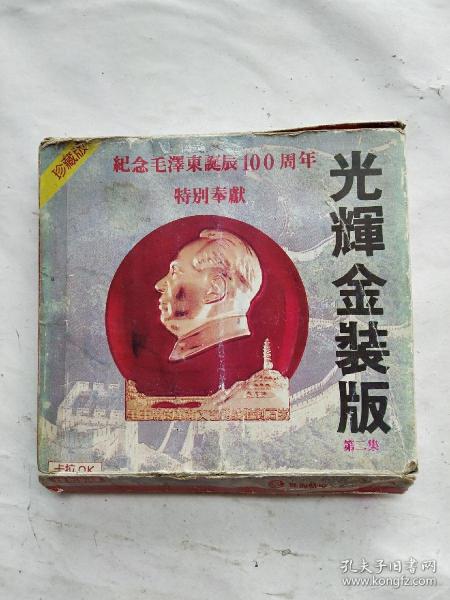 珍藏版
紀念毛澤東誕辰100周年
特別奉獻
光輝金裝版
第二集
卡拉OK
孔夫子旧书网
www.kongfz.com